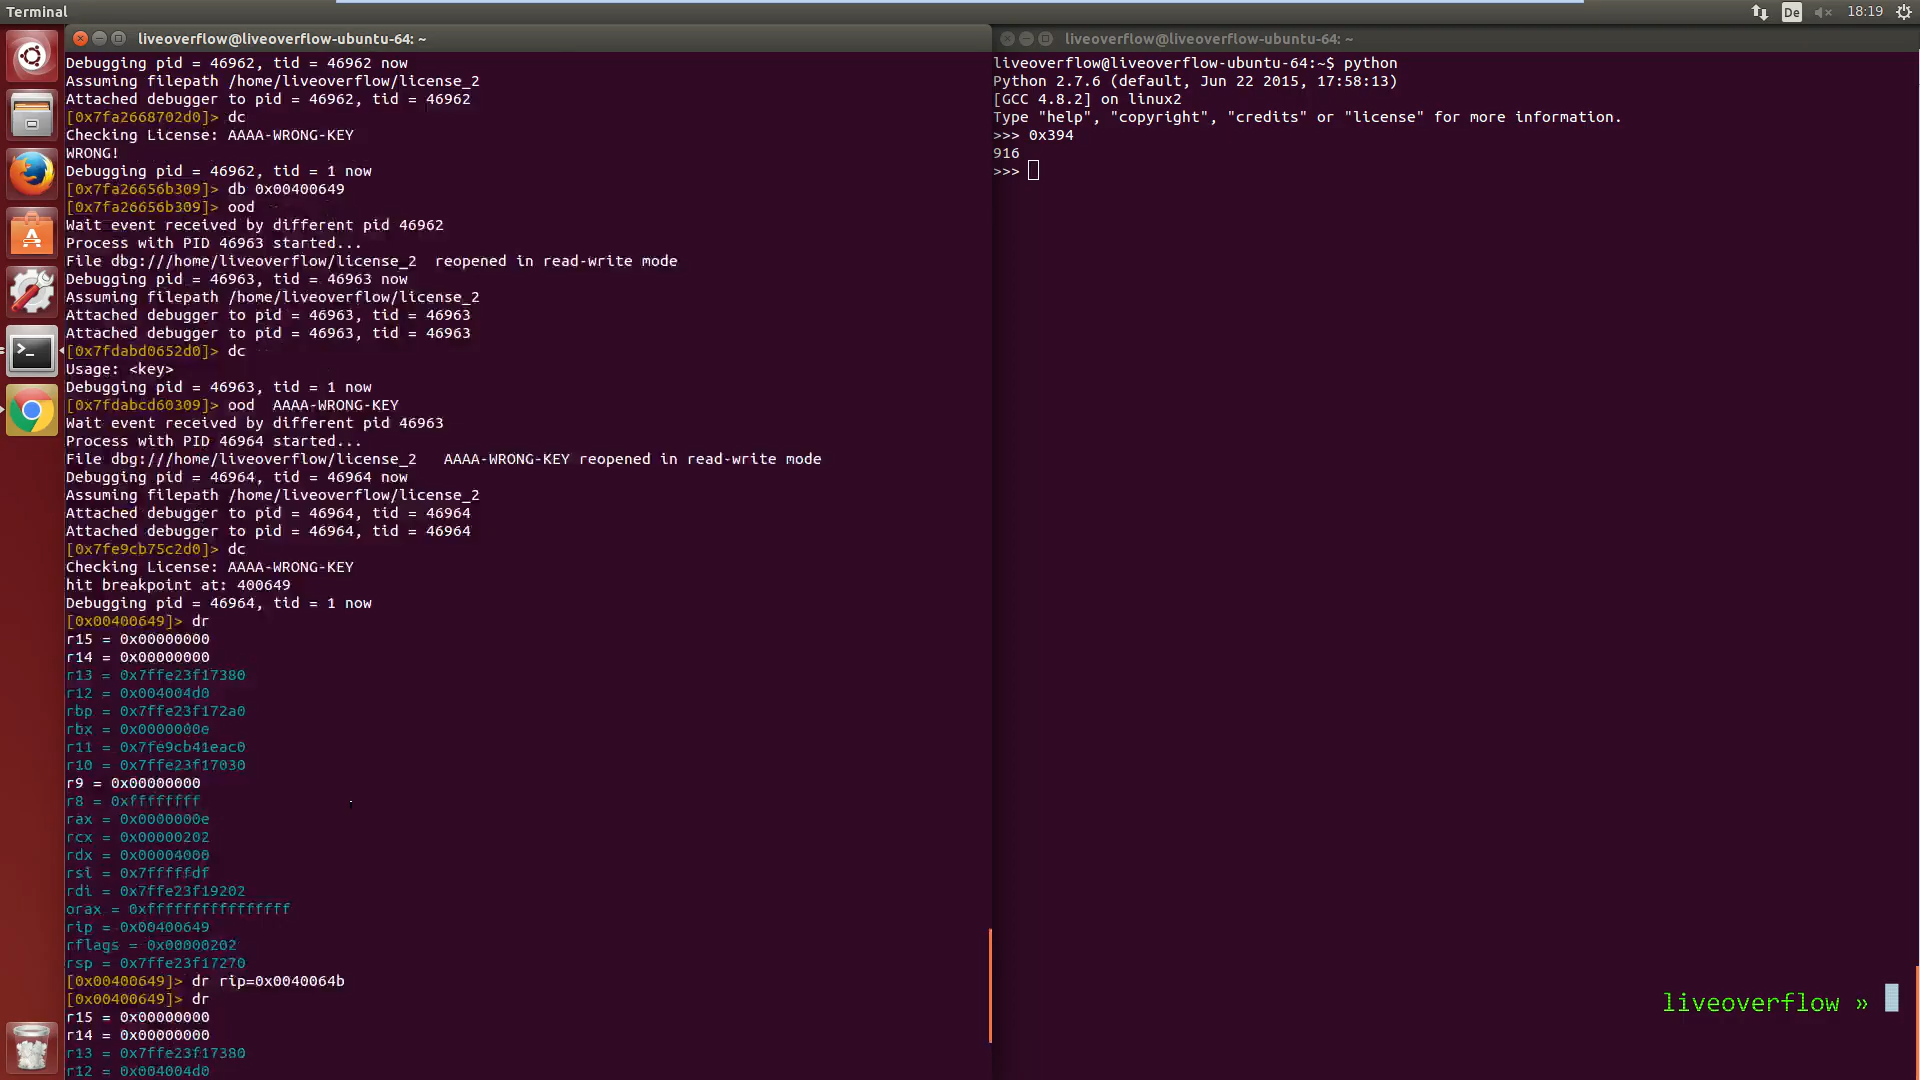 Terminal
De
18:19
liveoverflow@liveoverflow-ubuntu-64: ~
Debugging pid = 46962, tid = 46962 now
Assuming filepath /home/liveoverflow/license_2
Attached debugger to pid = 46962, tid = 46962
[0x7fa2668702d0]> dc
Checking License: AAAA-WRONG-KEY
WRONG!
Debugging pid = 46962, tid = 1 now
[0x7fa26656b309]> db 0x00400649
[0x7fa26656b309]> ood
Wait event received by different pid 46962
Process with PID 46963 started...
File dbg:///home/liveoverflow/license_2  reopened in read-write mode
Debugging pid = 46963, tid = 46963 now
Assuming filepath /home/liveoverflow/license_2
Attached debugger to pid = 46963, tid = 46963
Attached debugger to pid = 46963, tid = 46963
[0x7fdabd0652d0]> dc
Usage: <key>
Debugging pid = 46963, tid = 1 now
[0x7fdabcd60309]> ood  AAAA-WRONG-KEY
Wait event received by different pid 46963
Process with PID 46964 started...
File dbg:///home/liveoverflow/license_2   AAAA-WRONG-KEY reopened in read-write mode
Debugging pid = 46964, tid = 46964 now
Assuming filepath /home/liveoverflow/license_2
Attached debugger to pid = 46964, tid = 46964
Attached debugger to pid = 46964, tid = 46964
[0x7fe9cb75c2d0]> dc
Checking License: AAAA-WRONG-KEY
hit breakpoint at: 400649
Debugging pid = 46964, tid = 1 now
[0x00400649]> dr
r15 = 0x00000000
r14 = 0x00000000
r13 = 0x7ffe23f17380
r12 = 0x004004d0
rbp = 0x7ffe23f172a0
rbx = 0x0000000e
r11 = 0x7fe9cb41eac0
r10 = 0x7ffe23f17030
r9 = 0x00000000
r8 = 0xffffffff
rax = 0x0000000e
rcx = 0x00000202
rdx = 0x00004000
rsi = 0x7fffffdf
rdi = 0x7ffe23f19202
orax = 0xffffffffffffffff
rip = 0x00400649
rflags = 0x00000202
rsp = 0x7ffe23f17270
[0x00400649]> dr rip=0x0040064b
[0x00400649]> dr
r15 = 0x00000000
r14 = 0x00000000
r13 = 0x7ffe23f17380
r12 = 0x004004d0
liveoverflow@liveoverflow-ubuntu-64: ~
liveoverflow@liveoverflow-ubuntu-64:~$ python
Python 2.7.6 (default, Jun 22 2015, 17:58:13)
[GCC 4.8.2] on linux2
Type "help", "copyright", "credits" or "license" for more information.
>>> 0x394
916
>>>
liveoverflow »